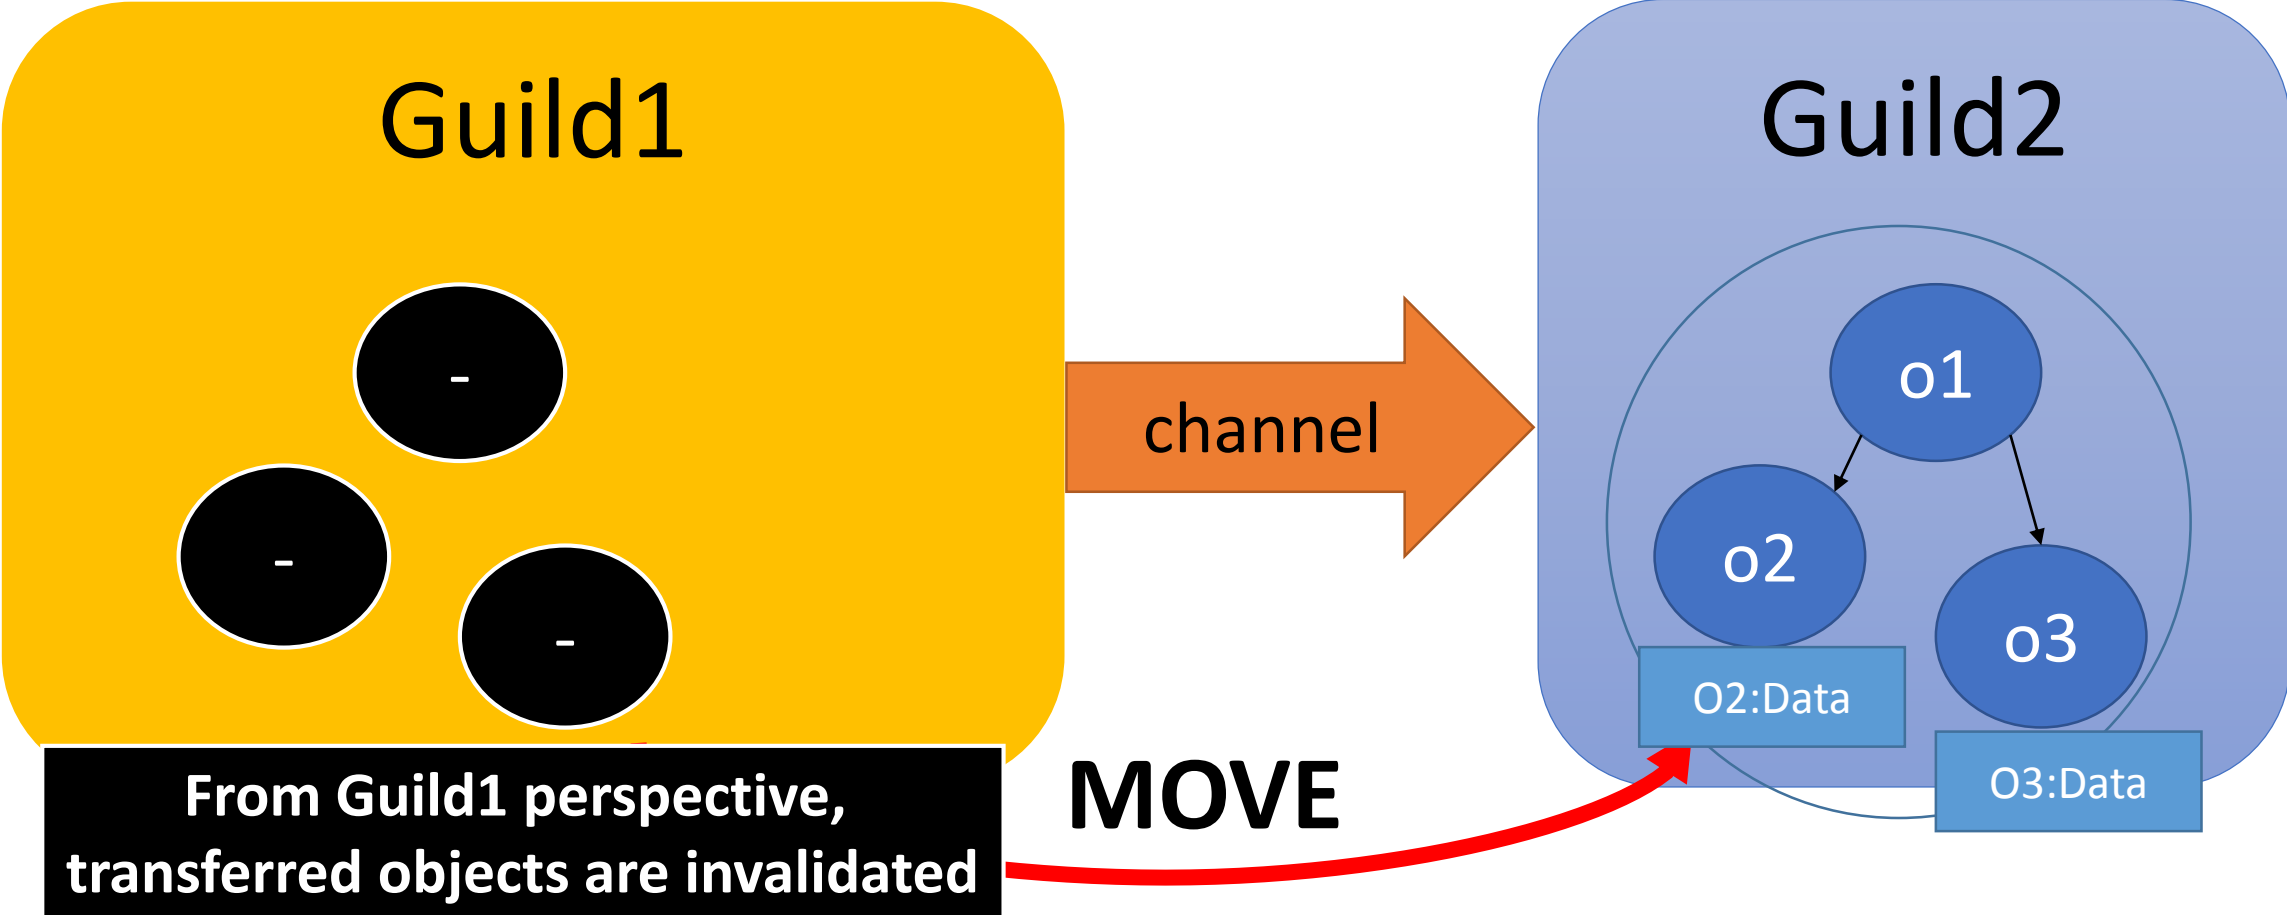 Guild1
Guild2
-
-
-
channel
o1
o2
o3
O2:Data
O3:Data
MOVE
From Guild1 perspective,
transferred objects are invalidated